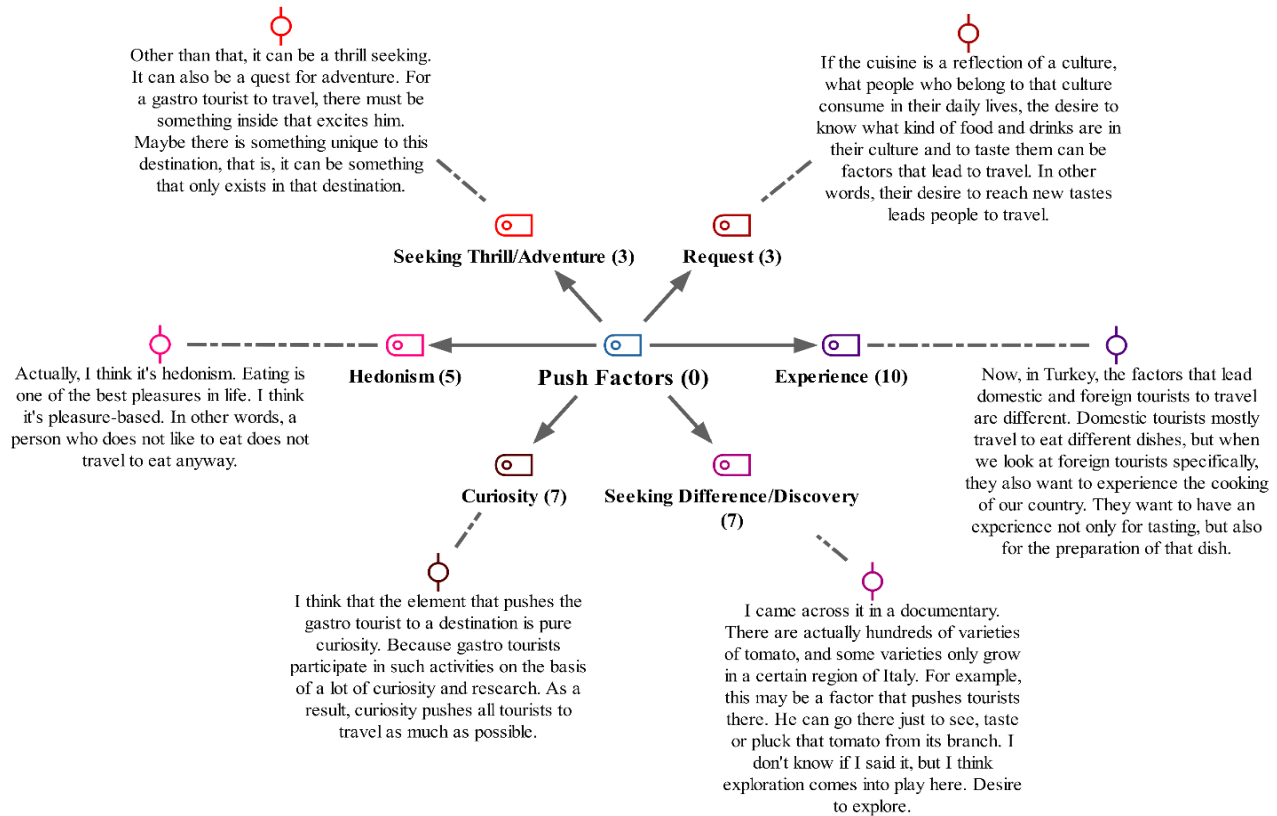 Other than that, it can be a thrill seeking.
It can also be a quest for adventure. For
a gastro tourist to travel, there must be
something inside that excites him.
Maybe there is something unique to this
destination, that is, it can be something
that only exists in that destination.
If the cuisine is a reflection of a culture,
what people who belong to that culture
consume in their daily lives, the desire to
know what kind of food and drinks are in
their culture and to taste them can be
factors that lead to travel. In other
words, their desire to reach new tastes
leads people to travel.
Seeking Thrill/Adventure (3)
Request (3)
Hedonism (5)
Push Factors (0)
Experience (10)
Actually, I think it's hedonism. Eating is
one of the best pleasures in life. I think
it's pleasure-based. In other words, a
person who does not like to eat does not
travel to eat anyway.
Now, in Turkey, the factors that lead
domestic and foreign tourists to travel
are different. Domestic tourists mostly
travel to eat different dishes, but when
we look at foreign tourists specifically,
they also want to experience the cooking
of our country. They want to have an
experience not only for tasting, but also
for the preparation of that dish.
Curiosity (7)
Seeking Difference/Discovery
(7)
I think that the element that pushes the
gastro tourist to a destination is pure
curiosity. Because gastro tourists
participate in such activities on the basis
of a lot of curiosity and research. As a
result, curiosity pushes all tourists to
travel as much as possible.
I came across it in a documentary.
There are actually hundreds of varieties
of tomato, and some varieties only grow
in a certain region of Italy. For example,
this may be a factor that pushes tourists
there. He can go there just to see, taste
or pluck that tomato from its branch. I
don't know if I said it, but I think
exploration comes into play here. Desire
to explore.